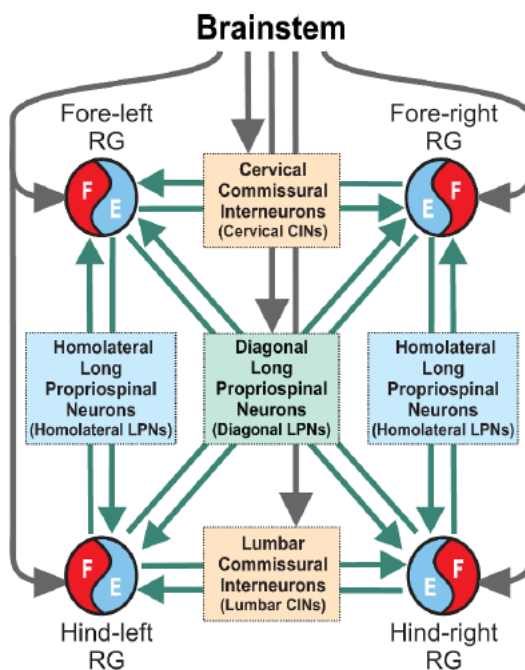 Brainstem
Fore-left
RG
Fore-right
RG
F
E
Cervical
Commissural
Interneurons
(Cervical CINs)
E
F
Homolateral
Long
Propriospinal
Neurons
(Homolateral LPNs)
Diagonal
Long
Propriospinal
Neurons
(Diagonal LPNs)
Homolateral
Long
Propriospinal
Neurons
(Homolateral LPNs)
F
E
Lumbar
Commissural
Interneurons
(Lumbar CINs)
E
F
Hind-left
RG
Hind-right
RG